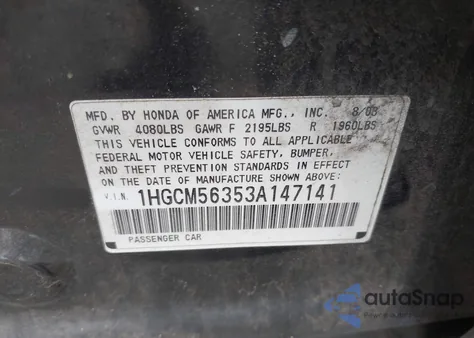 MFD. BY HONDA OF AMERICA MFG., INC. 8/03
GVWR 4080LBS GAWR F 2195LBS R 1960LBS
THIS VEHICLE CONFORMS TO ALL APPLICABLE
FEDERAL MOTOR VEHICLE SAFETY, BUMPER,
AND THEFT PREVENTION STANDARDS IN EFFECT
ON THE DATE OF MANUFACTURE SHOWN ABOVE:
V.I.N. 1HGCM56353A147141
PASSENGER CAR
autoSnap